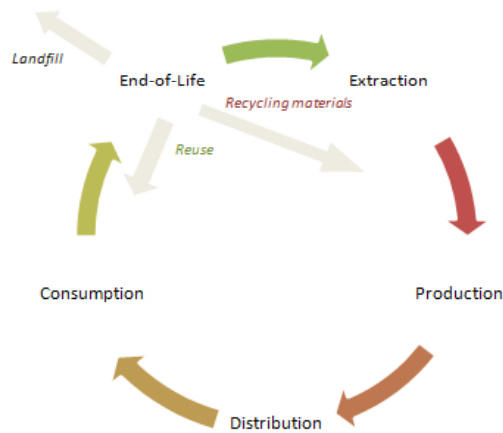 Landfill
End-of-Life
Extraction
Recycling materials
Reuse
Consumption
Production
Distribution